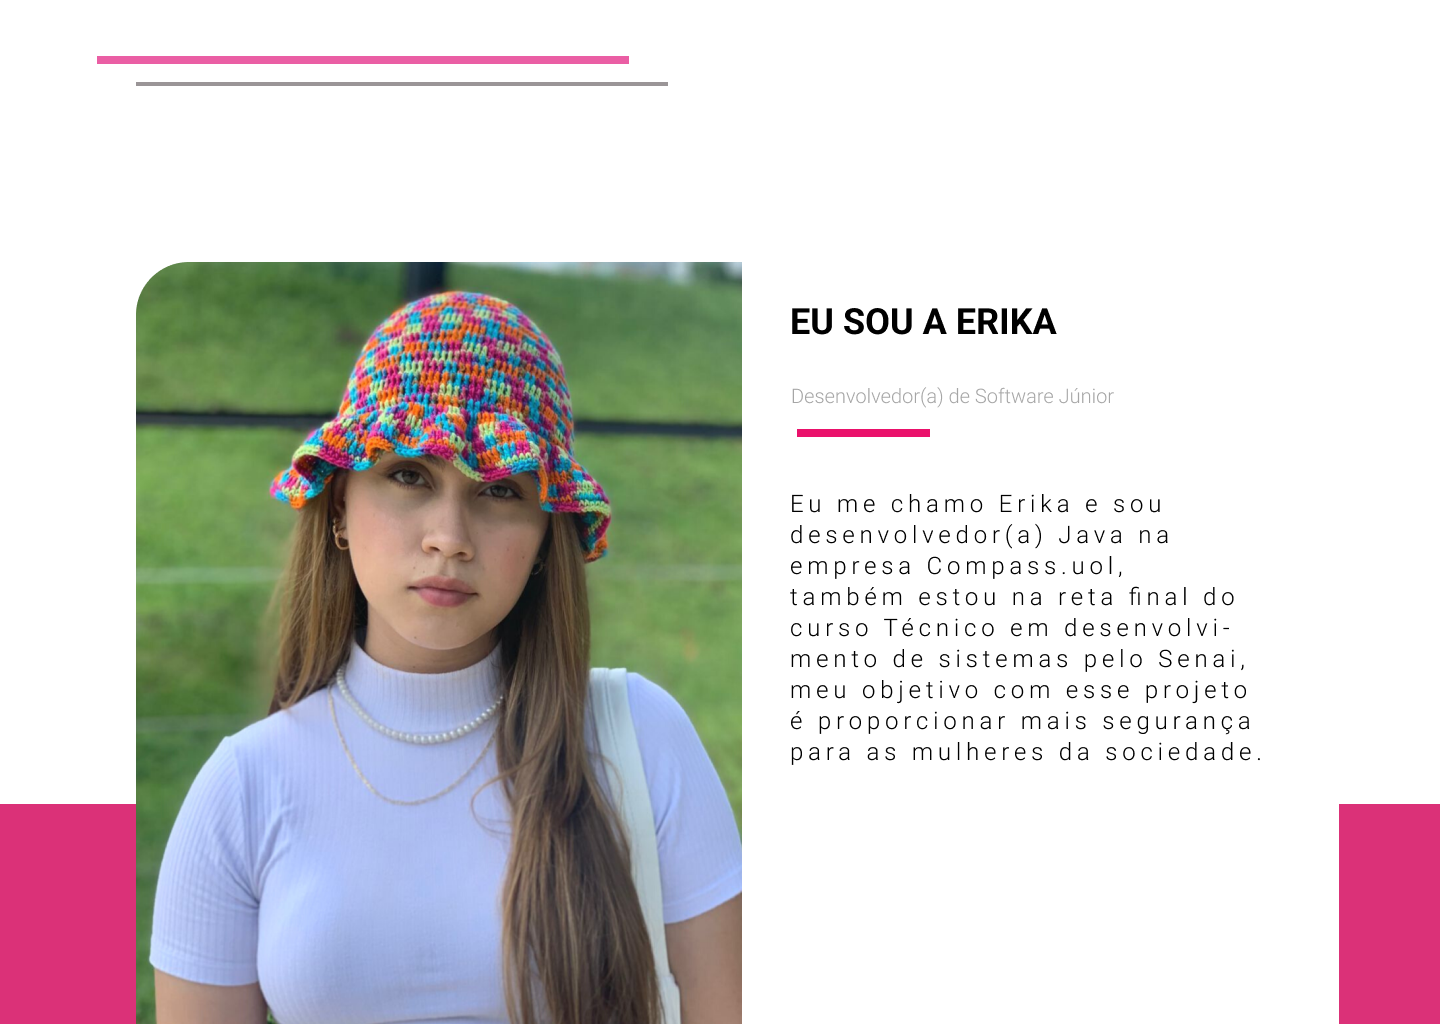 EU SOU A ERIKA
Desenvolvedor(a) de Software Júnior
Eu me chamo Erika e sou
desenvolvedor(a) Java na
empresa Compass.uol,
também estou na reta final do
curso Técnico em desenvolvi-
mento de sistemas pelo Senai,
meu objetivo com esse projeto
é proporcionar mais segurança
para as mulheres da sociedade.